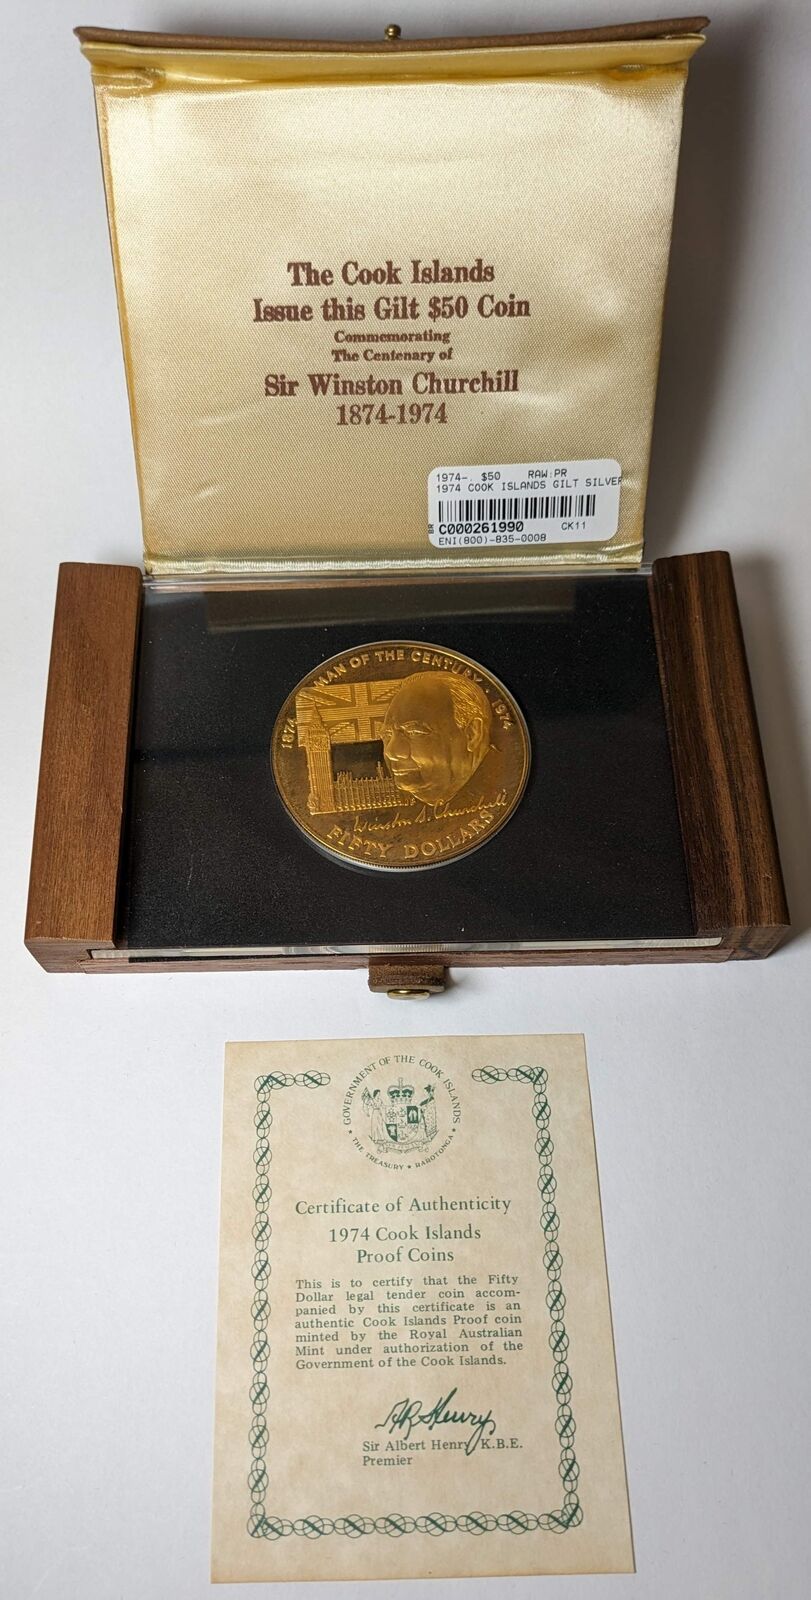 The Cook Islands
Issue this Gilt $50 Coin
Commemorating
The Centenary of
Sir Winston Churchill
1874-1974
1974-. $50 RAW:PR
1974 COOK ISLANDS GILT SILVER
BR
C000261990 CK11
ENI(800)-835-0008
MAN OF THE CENTURY
1874
1974
Winston S. Churchill
FIFTY DOLLARS
GOVERNMENT OF THE COOK ISLANDS
★ THE TREASURY ★ RAROTONGA ★
Certificate of Authenticity
1974 Cook Islands
Proof Coins
This is to certify that the Fifty
Dollar legal tender coin accom-
panied by this certificate is an
authentic Cook Islands Proof coin
minted by the Royal Australian
Mint under authorization of the
Government of the Cook Islands.
Sir Albert Henry K.B.E.
Premier